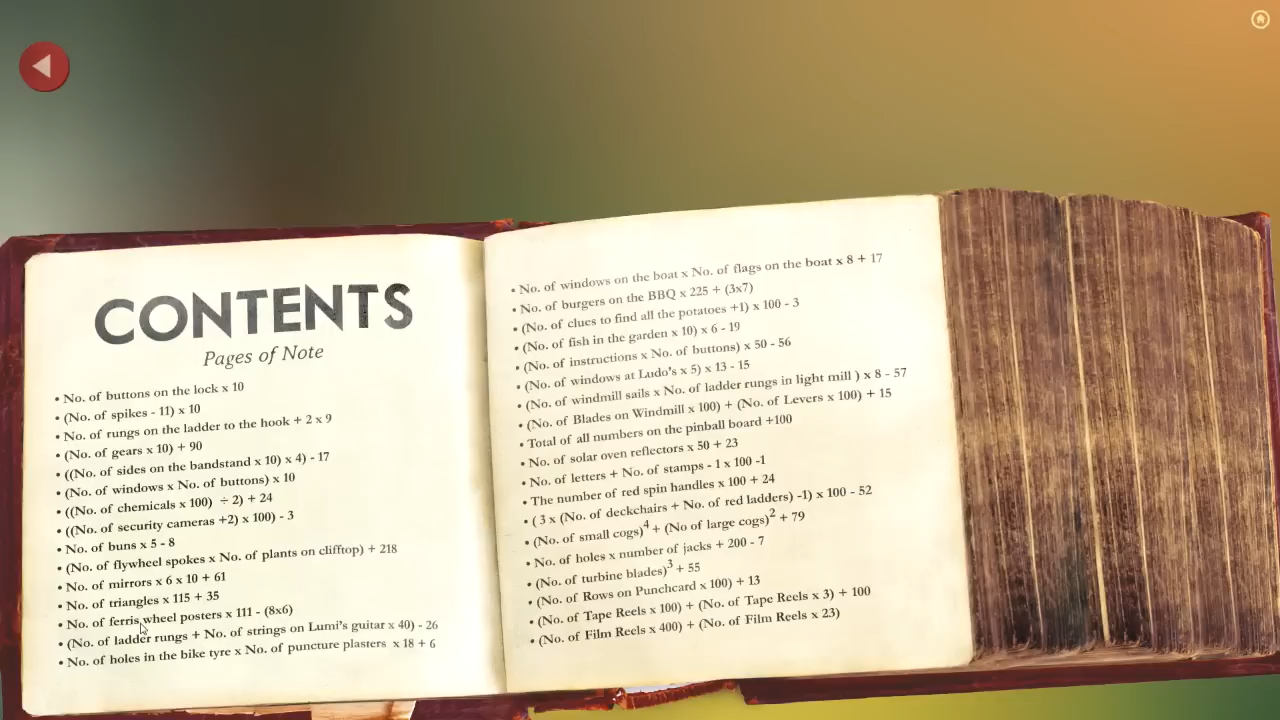 CONTENTS
Pages of Note
• No. of buttons on the lock x 10
• (No. of spikes - 11) x 10
• No. of rungs on the ladder to the hook + 2 x 9
• (No. of gears x 10) + 90
• ((No. of sides on the bandstand x 10) x 4) - 17
• (No. of windows x No. of buttons) x 10
• ((No. of chemicals x 100) ÷ 2) + 24
• ((No. of security cameras +2) x 100) - 3
• No. of buns x 5 - 8
• (No. of flywheel spokes x No. of plants on clifftop) + 218
• No. of mirrors x 6 x 10 + 61
• No. of triangles x 115 + 35
• No. of ferris wheel posters x 111 - (8x6)
• (No. of ladder rungs + No. of strings on Lumi's guitar x 40) - 26
• No. of holes in the bike tyre x No. of puncture plasters x 18 + 6
• No. of windows on the boat x No. of flags on the boat x 8 + 17
• No. of burgers on the BBQ x 225 + (3x7)
• (No. of clues to find all the potatoes +1) x 100 - 3
• (No. of fish in the garden x 10) x 6 - 19
• (No. of instructions x No. of buttons) x 50 - 56
• (No. of windows at Ludo's x 5) x 13 - 15
• (No. of windmill sails x No. of ladder rungs in light mill ) x 8 - 57
• (No. of Blades on Windmill x 100) + (No. of Levers x 100) + 15
• Total of all numbers on the pinball board +100
• No. of solar oven reflectors x 50 + 23
• No. of letters + No. of stamps - 1 x 100 -1
• The number of red spin handles x 100 + 24
• ( 3 x (No. of deckchairs + No. of red ladders) -1) x 100 - 52
• (No. of small cogs)⁴ + (No of large cogs)² + 79
• No. of holes x number of jacks + 200 - 7
• (No. of turbine blades)³ + 55
• (No. of Rows on Punchcard x 100) + 13
• (No. of Tape Reels x 100) + (No. of Tape Reels x 3) + 100
• (No. of Film Reels x 400) + (No. of Film Reels x 23)